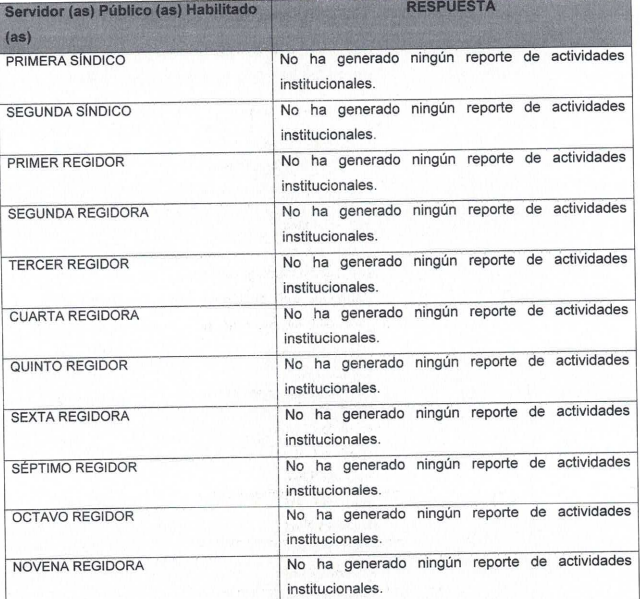 Servidor (as) Público (as) Habilitado RESPUESTA
(as)
PRIMERA SÍNDICO No ha generado ningún reporte de actividades
institucionales.
SEGUNDA SÍNDICO No ha generado ningún reporte de actividades
institucionales.
PRIMER REGIDOR No ha generado ningún reporte de actividades
institucionales.
SEGUNDA REGIDORA No ha generado ningún reporte de actividades
institucionales.
TERCER REGIDOR No ha generado ningún reporte de actividades
institucionales.
CUARTA REGIDORA No ha generado ningún reporte de actividades
institucionales.
QUINTO REGIDOR No ha generado ningún reporte de actividades
institucionales.
SEXTA REGIDORA No ha generado ningún reporte de actividades
institucionales.
SÉPTIMO REGIDOR No ha generado ningún reporte de actividades
institucionales.
OCTAVO REGIDOR No ha generado ningún reporte de actividades
institucionales.
NOVENA REGIDORA No ha generado ningún reporte de actividades
institucionales.